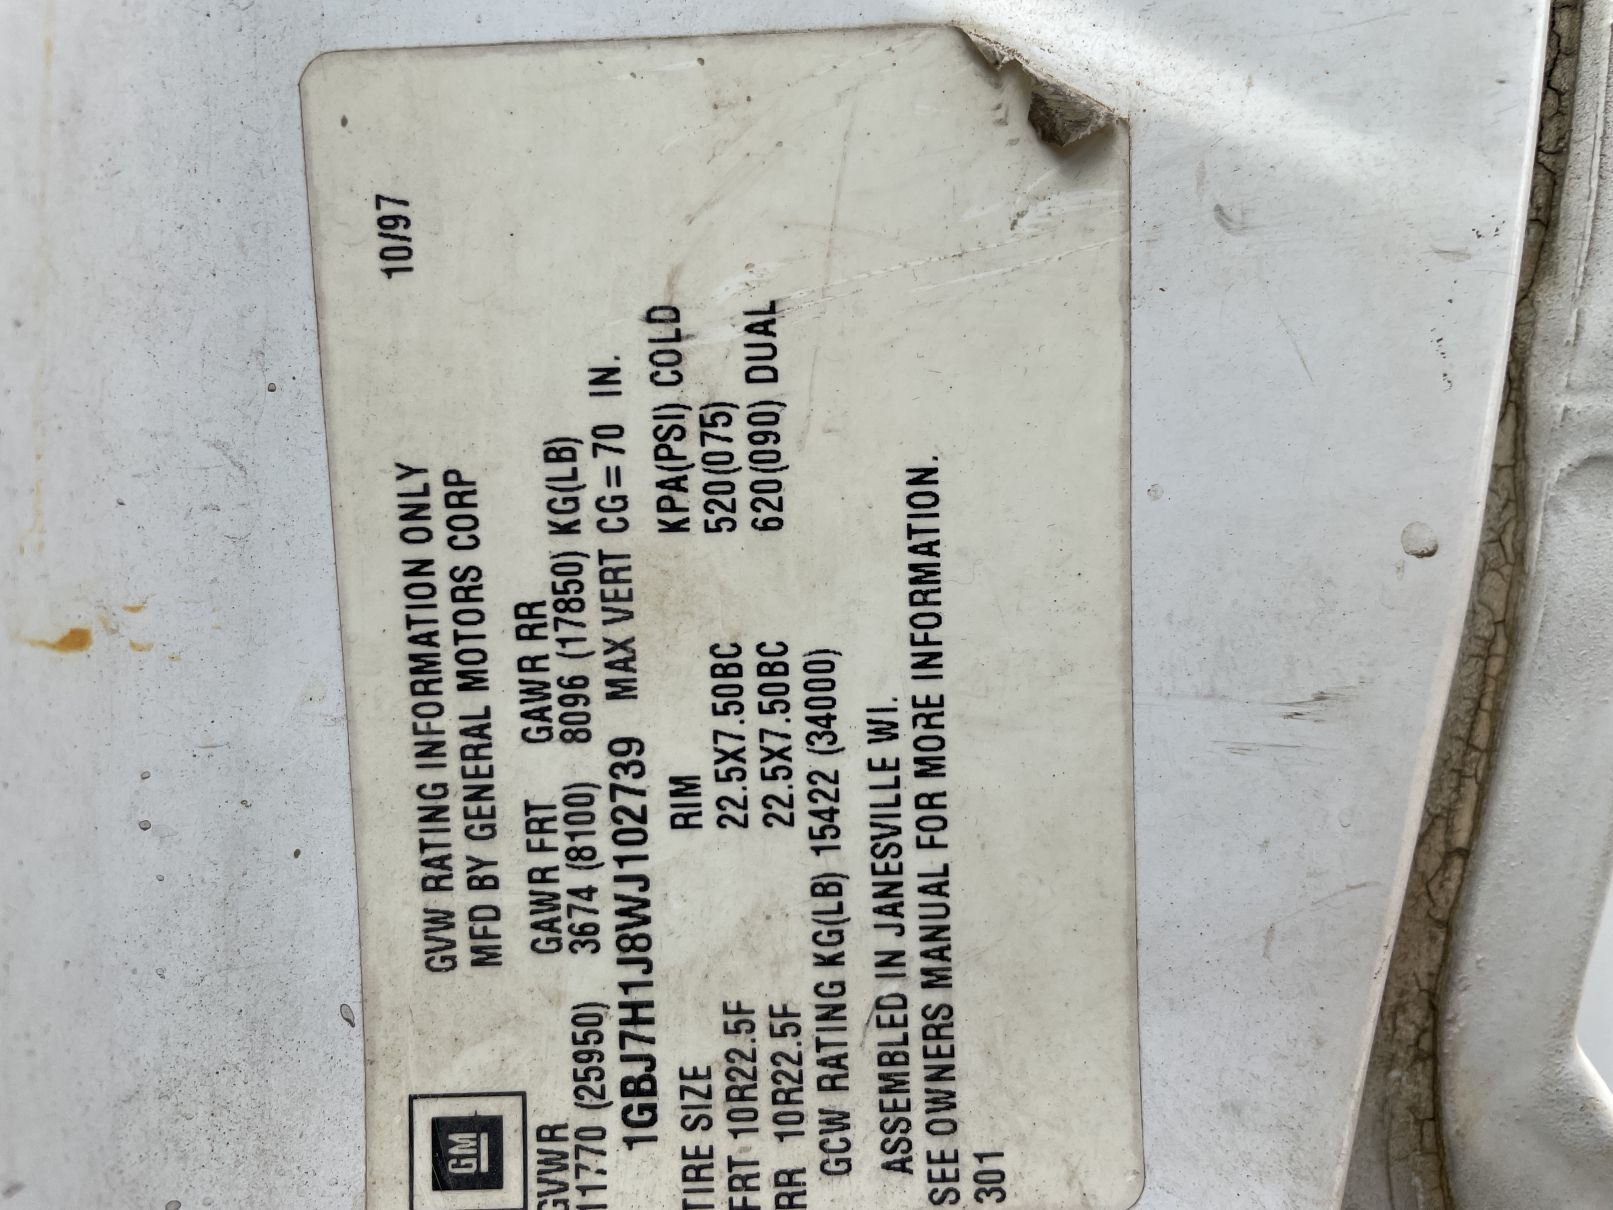 10/97
GVW RATING INFORMATION ONLY
MFD BY GENERAL MOTORS CORP
GM
GVWR GAWR FRT GAWR RR
11770 (25950) 3674 (8100) 8096 (17850) KG(LB)
1GBJ7H1J8WJ102739 MAX VERT CG=70 IN.
TIRE SIZE RIM KPA(PSI) COLD
FRT 10R22.5F 22.5X7.50BC 520(075)
RR 10R22.5F 22.5X7.50BC 620(090) DUAL
GCW RATING KG(LB) 15422 (34000)
ASSEMBLED IN JANESVILLE WI.
SEE OWNERS MANUAL FOR MORE INFORMATION.
301